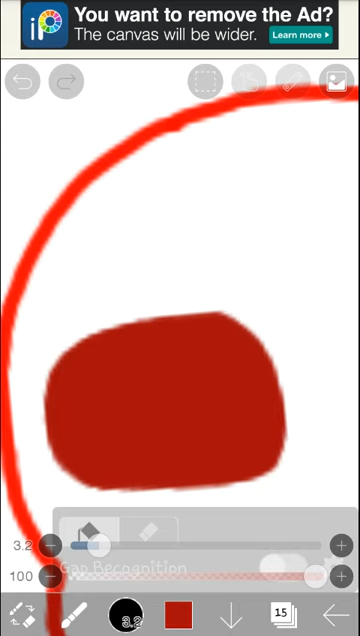 iP
You want to remove the Ad?
The canvas will be wider.
Learn more
3.2
Gap Recognition
100
3.2
15